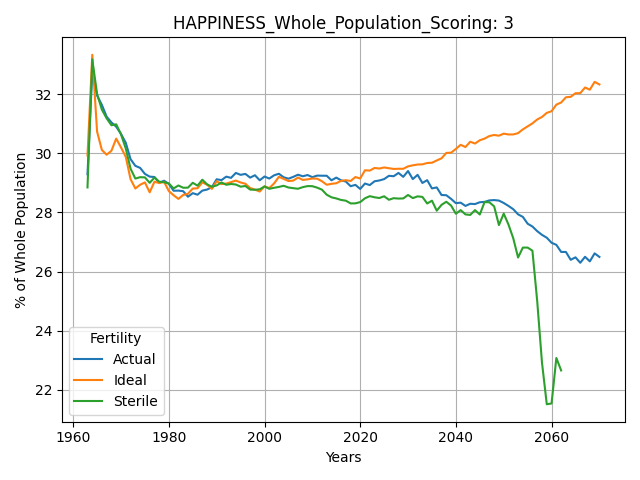 HAPPINESS_Whole_Population_Scoring: 3
% of Whole Population
32
30
28
26
24
22
Fertility
Actual
Ideal
Sterile
1960 1980 2000 2020 2040 2060
Years